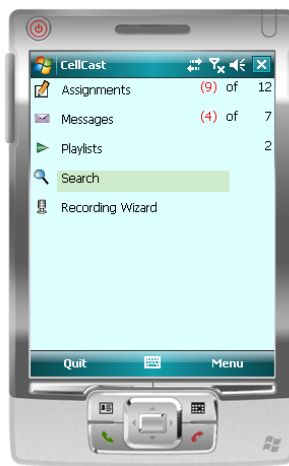 CellCast
Assignments (9) of 12
Messages (4) of 7
Playlists 2
Search
Recording Wizard
Quit Menu